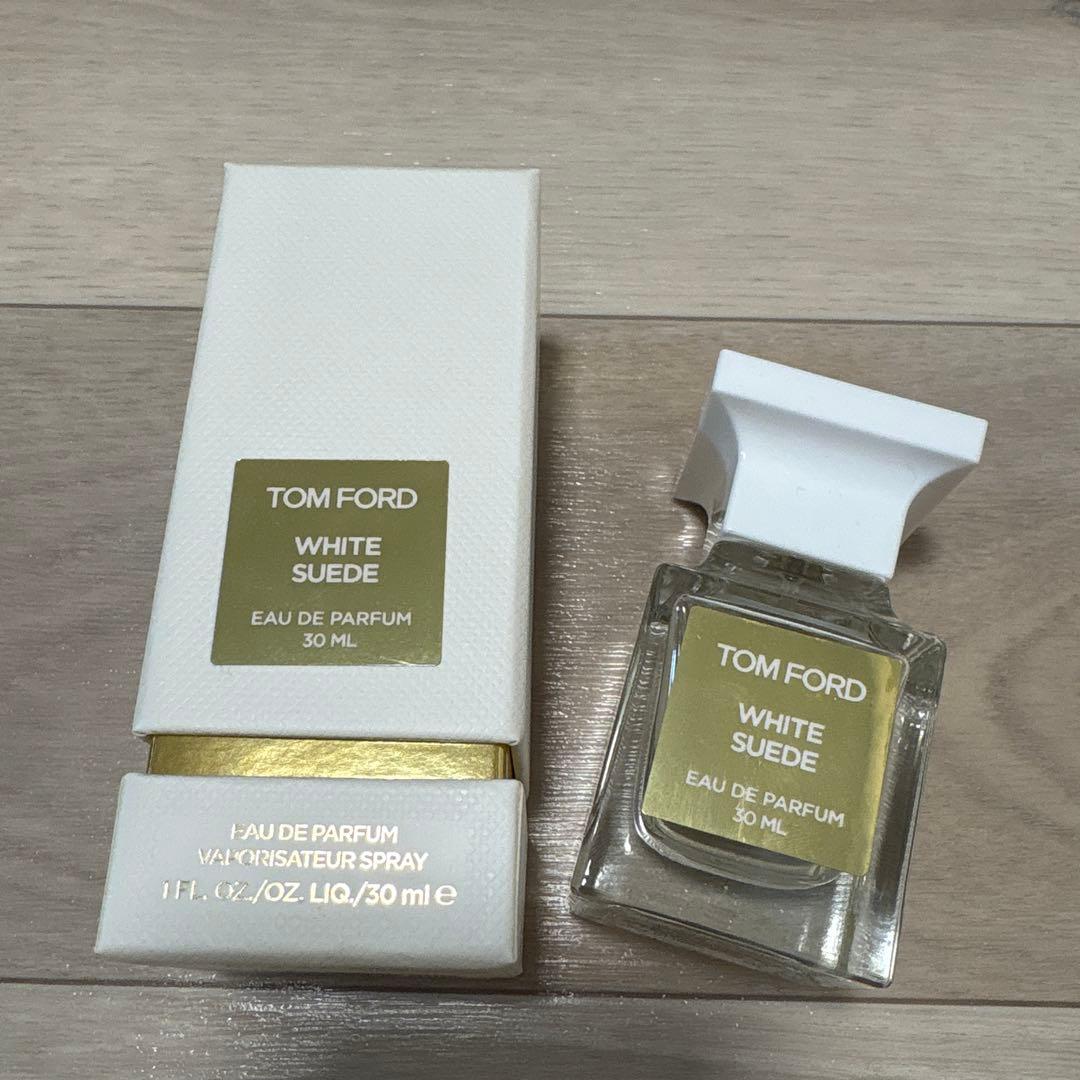 TOM FORD
WHITE
SUEDE
EAU DE PARFUM
30 ML
EAU DE PARFUM
VAPORISATEUR SPRAY
1 FL. OZ./OZ. LIQ./30 ml e
TOM FORD
WHITE
SUEDE
EAU DE PARFUM
30 ML